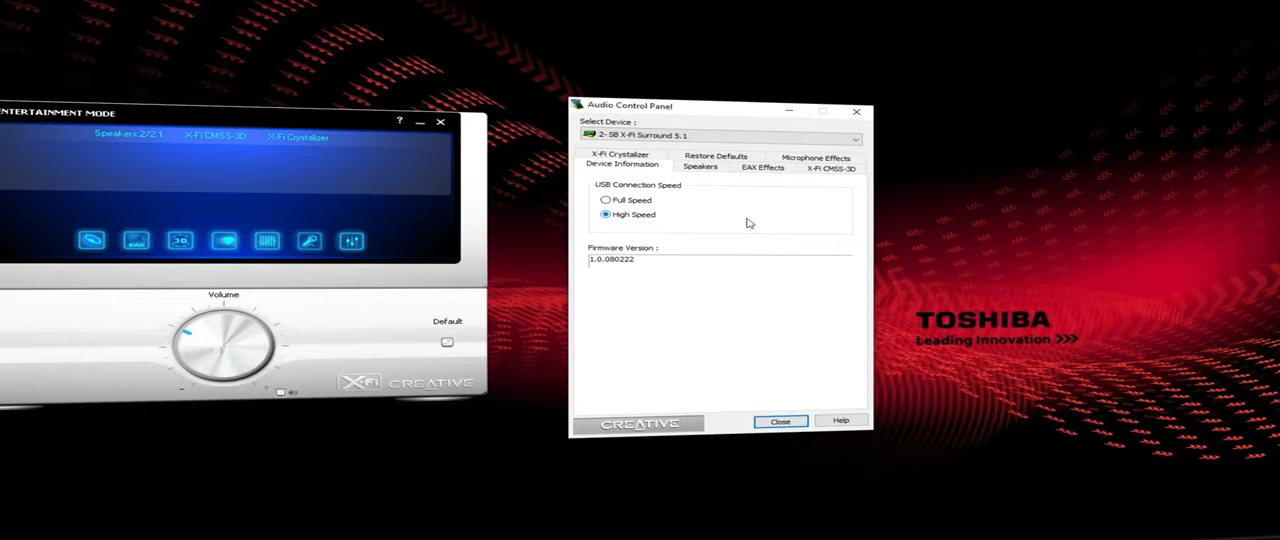 ENTERTAINMENT MODE
?
Speakers:2/2.1 X-Fi CMSS-3D X-Fi Crystalizer
EAX
3D
Volume
Default
- +
X-Fi CREATIVE
Audio Control Panel
Select Device :
2- SB X-Fi Surround 5.1
X-Fi Crystalizer Restore Defaults Microphone Effects
Device Information Speakers EAX Effects X-Fi CMSS-3D
USB Connection Speed
Full Speed
High Speed
Firmware Version :
1.0.080222
CREATIVE Close Help
TOSHIBA
Leading Innovation >>>